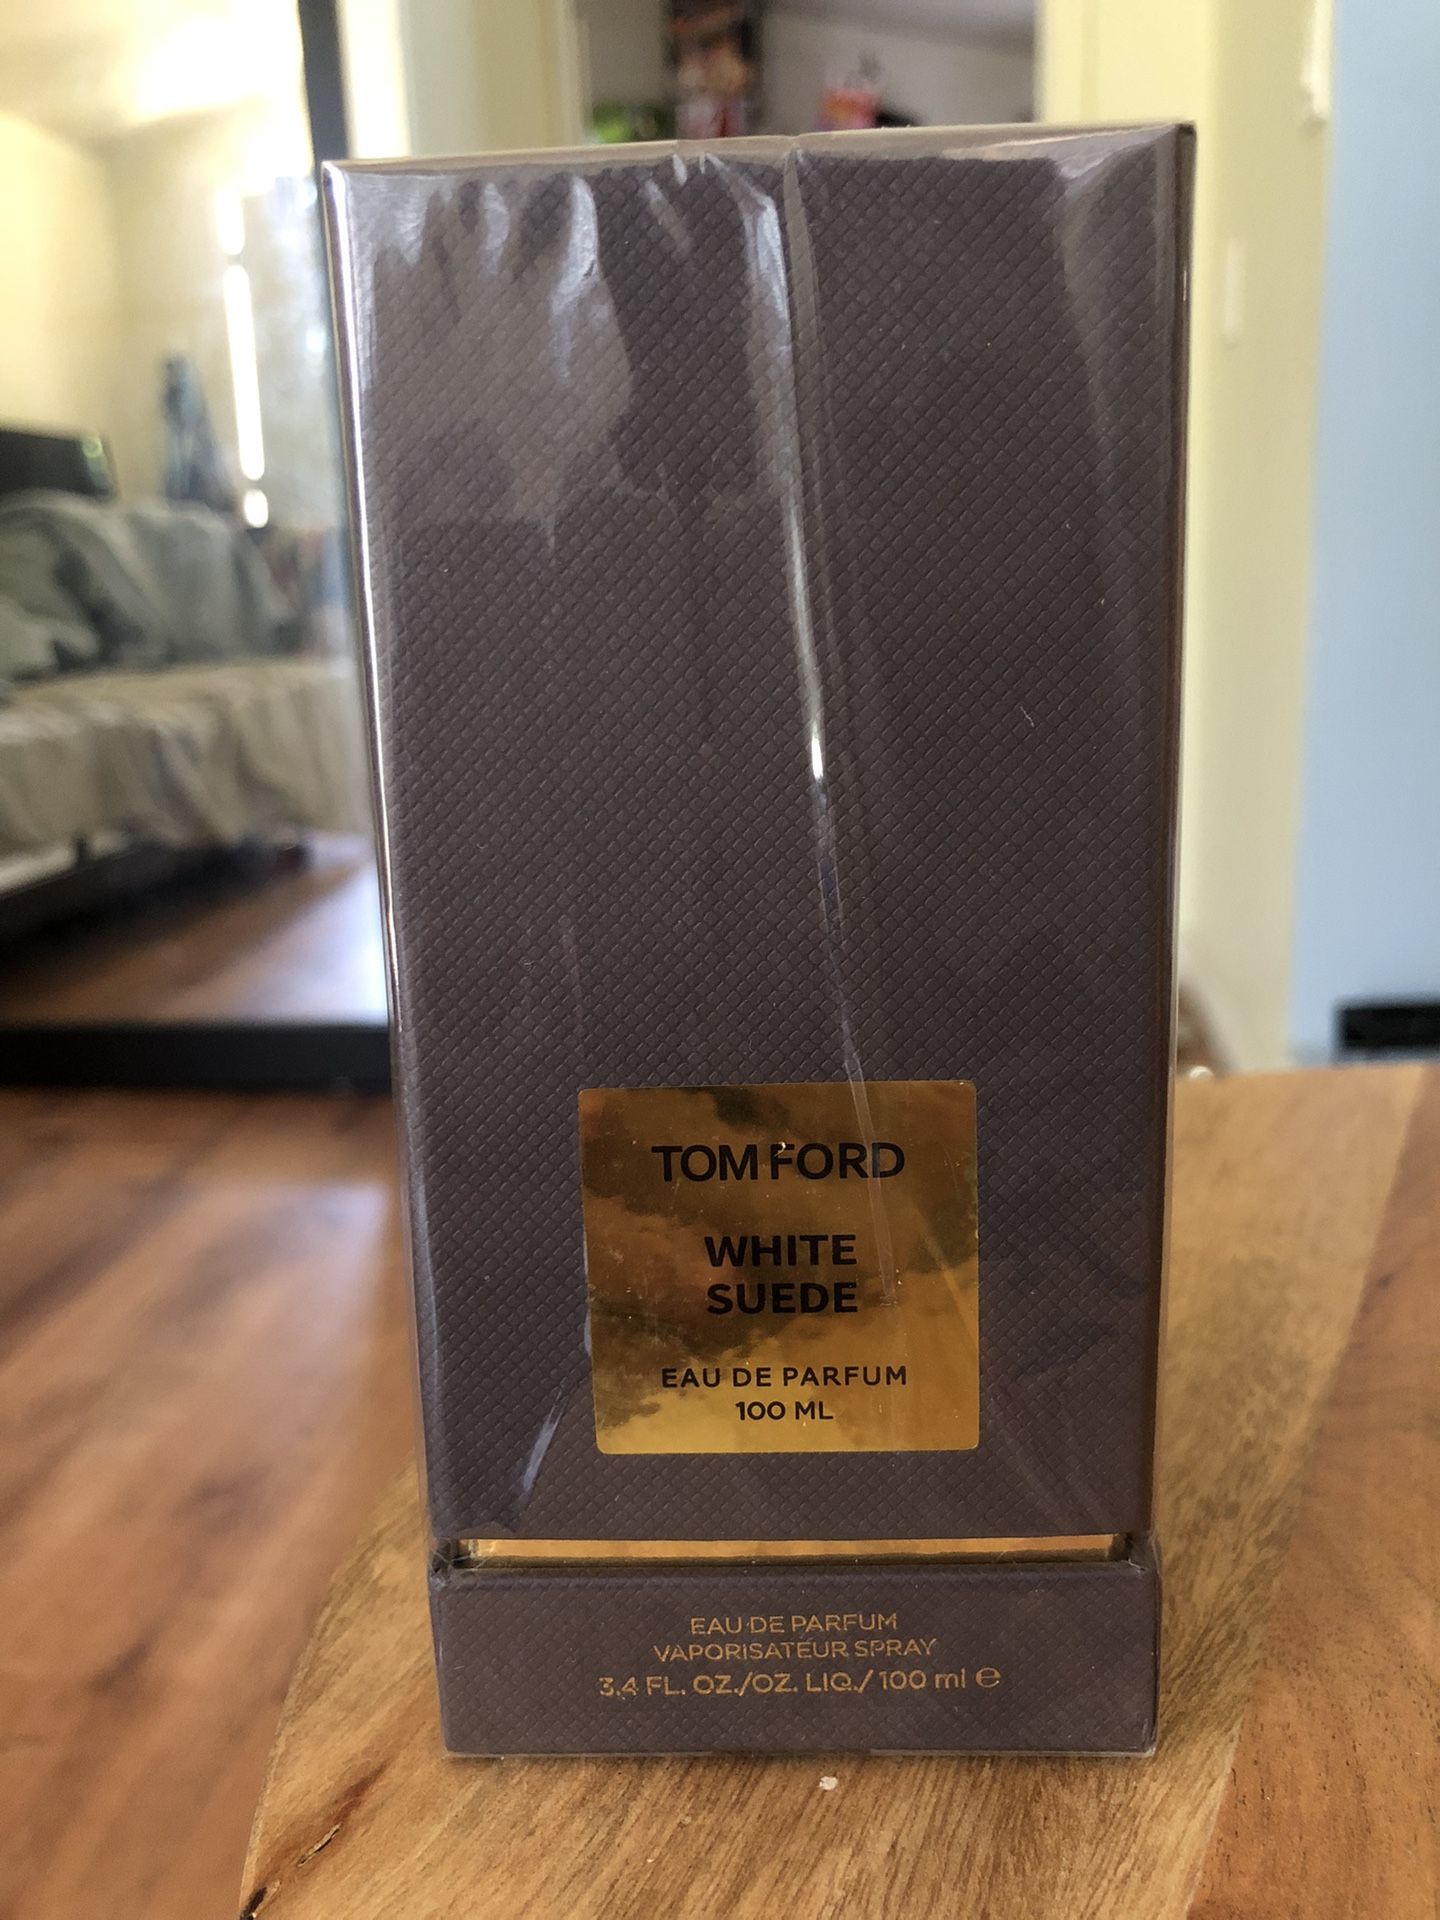 TOM FORD
WHITE
SUEDE
EAU DE PARFUM
100 ML
EAU DE PARFUM
VAPORISATEUR SPRAY
3.4 FL. OZ./OZ. LIQ./ 100 ml ℮